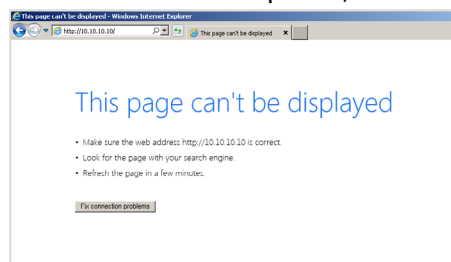 This page can't be displayed - Windows Internet Explorer
http://10.10.10.10/
This page can't be displayed
This page can't be displayed
• Make sure the web address http://10.10.10.10 is correct.
• Look for the page with your search engine.
• Refresh the page in a few minutes.
Fix connection problems